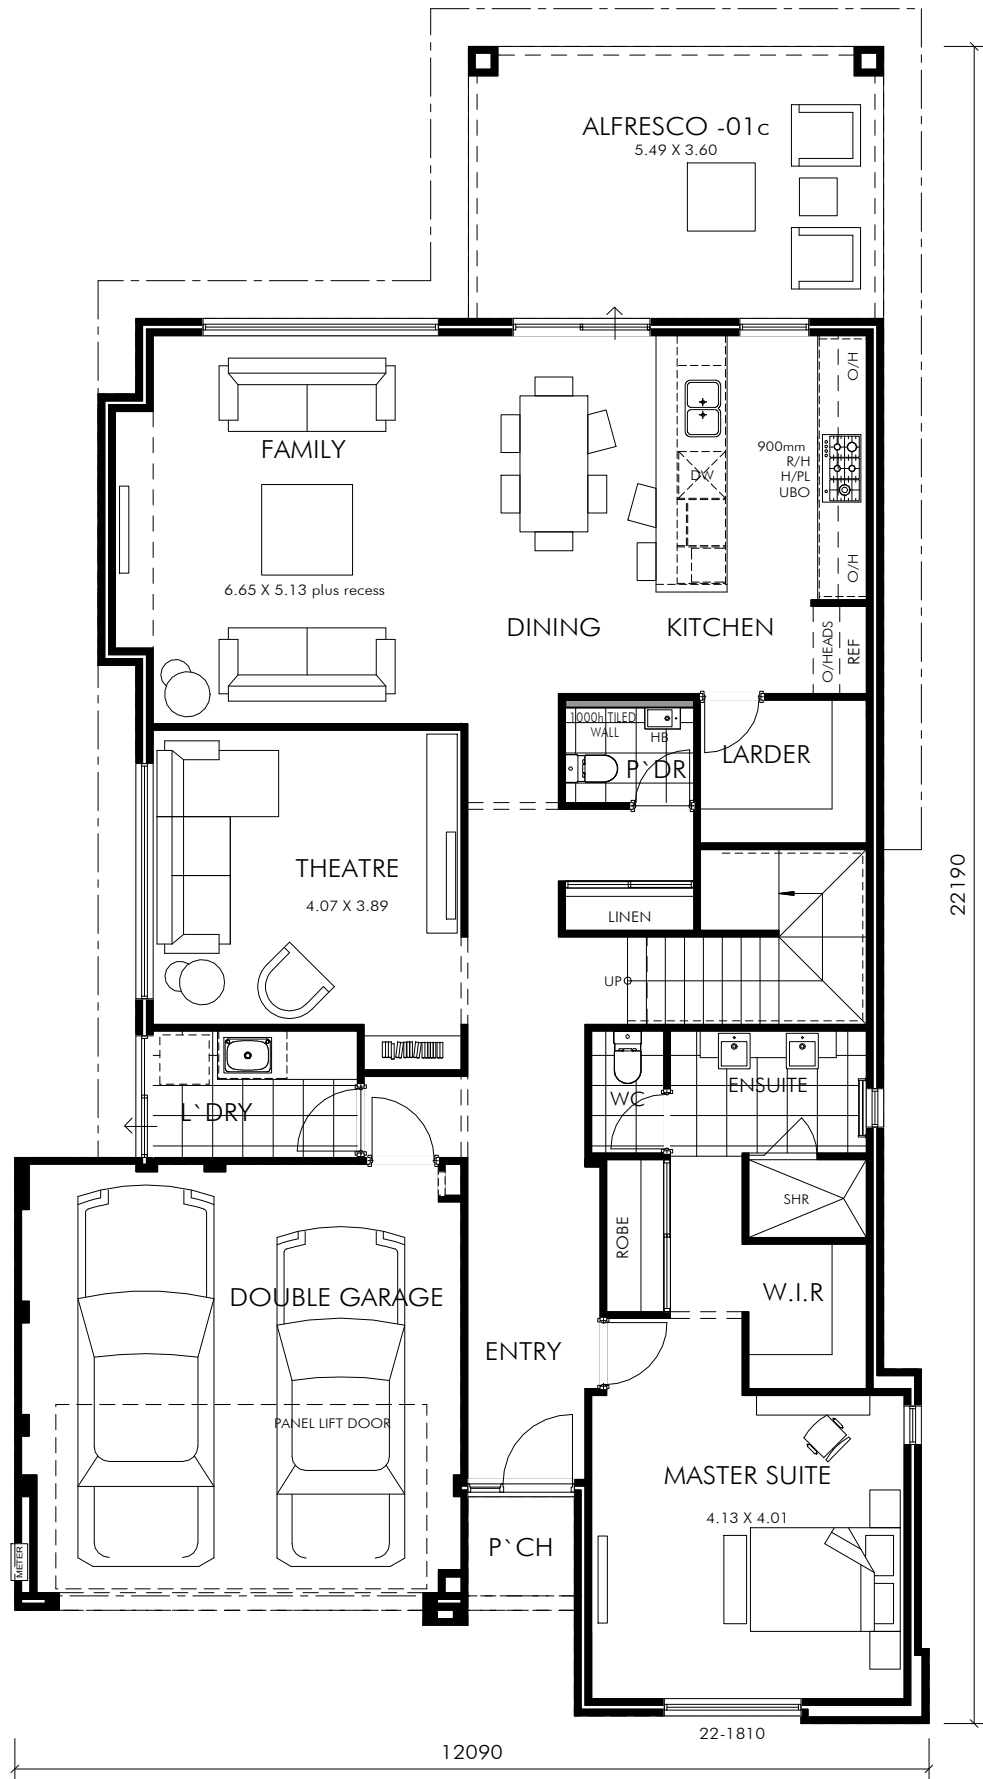 ALFRESCO -01c
5.49 X 3.60
O/H
FAMILY
900mm
R/H
H/PL
UBO
DW
O/H
6.65 X 5.13 plus recess
DINING
KITCHEN
O/HEADS
REF
1000h TILED
WALL
HB
P`DR
LARDER
THEATRE
4.07 X 3.89
LINEN
22190
UP
L`DRY
WC
ENSUITE
SHR
ROBE
DOUBLE GARAGE
W.I.R
ENTRY
PANEL LIFT DOOR
MASTER SUITE
4.13 X 4.01
P`CH
METER
22-1810
12090